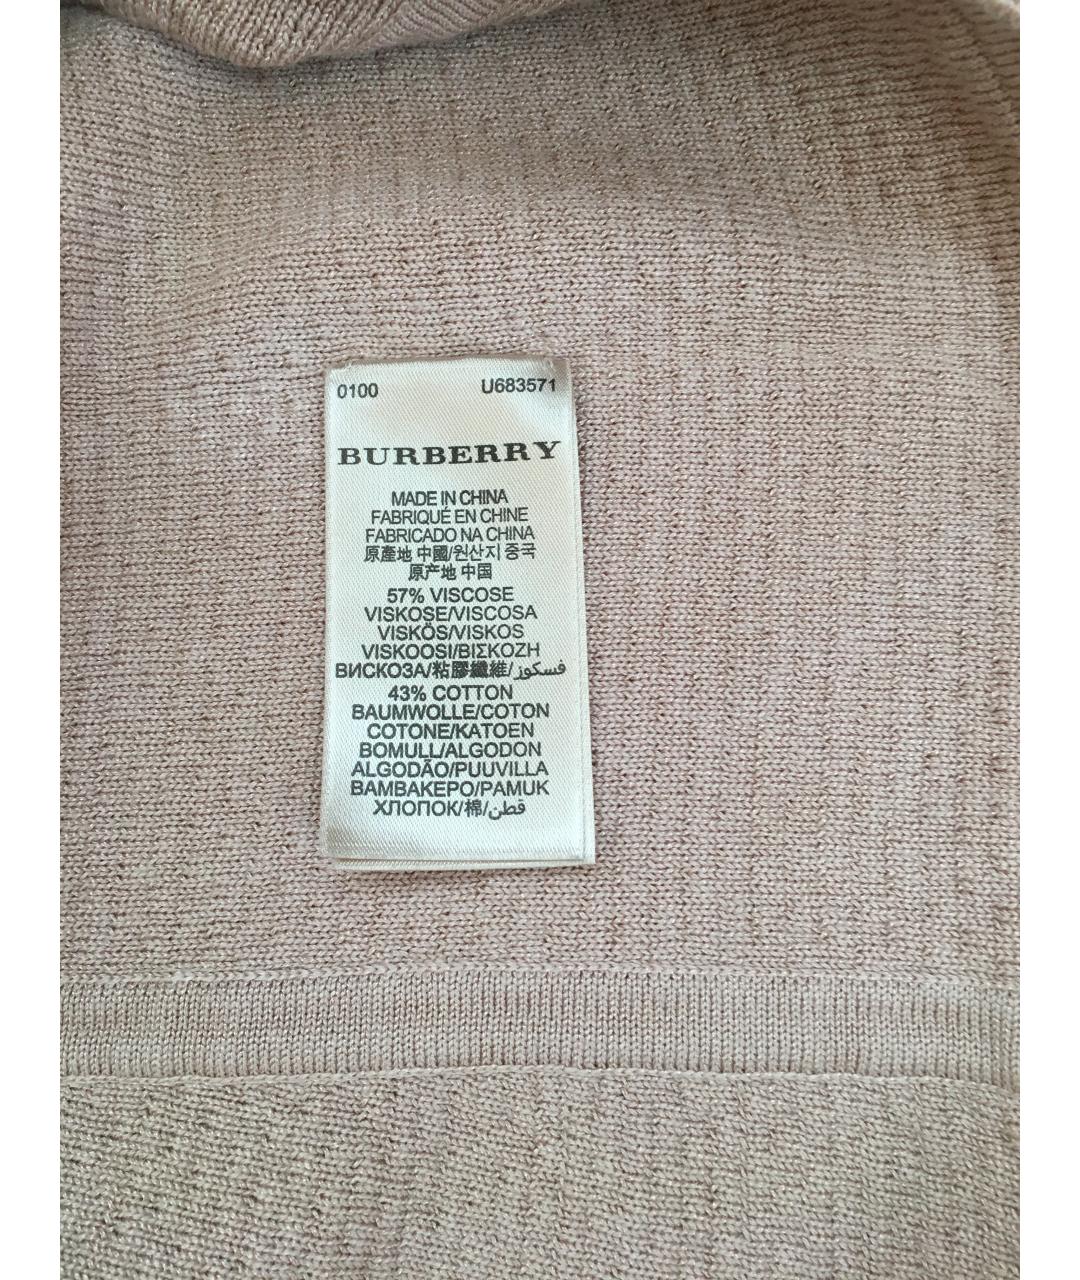 0100 U683571
BURBERRY
MADE IN CHINA
FABRIQUÉ EN CHINE
FABRICADO NA CHINA
原產地 中國/원산지 중국
原产地 中国
57% VISCOSE
VISKOSE/VISCOSA
VISKÖS/VISKOS
VISKOOSI/ΒΙΣΚΟΖΗ
ВИСКОЗА/粘膠纖維/فسكوز
43% COTTON
BAUMWOLLE/COTON
COTONE/KATOEN
BOMULL/ALGODON
ALGODÃO/PUUVILLA
ΒΑΜΒΑΚΕΡΟ/PAMUK
ХЛОПОК/棉/قطن